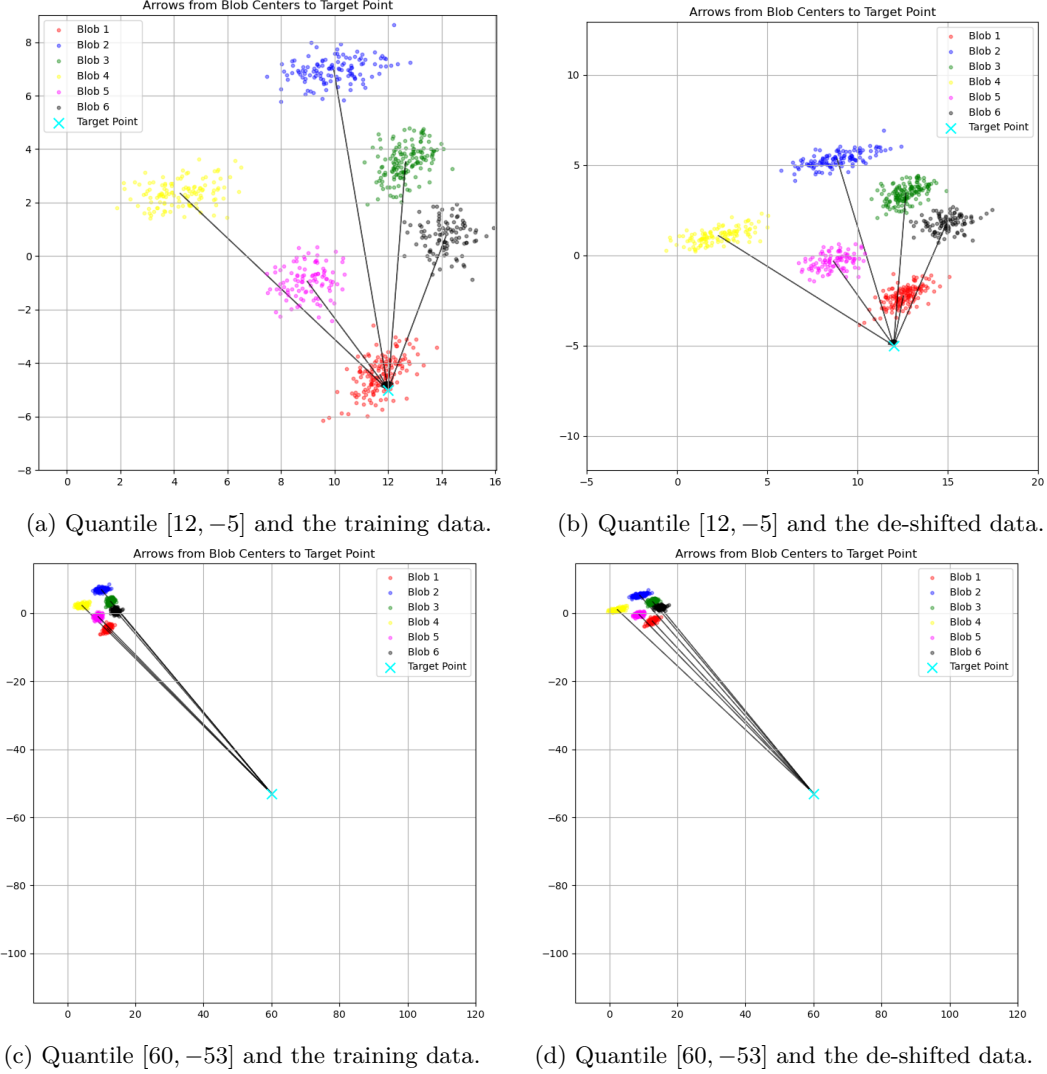 Arrows from Blob Centers to Target Point
8
6
4
2
0
−2
−4
−6
−8
0 2 4 6 8 10 12 14 16
Blob 1
Blob 2
Blob 3
Blob 4
Blob 5
Blob 6
Target Point
(a) Quantile [12, −5] and the training data.
Arrows from Blob Centers to Target Point
10
5
0
−5
−10
−5 0 5 10 15 20
Blob 1
Blob 2
Blob 3
Blob 4
Blob 5
Blob 6
Target Point
(b) Quantile [12, −5] and the de-shifted data.
Arrows from Blob Centers to Target Point
0
−20
−40
−60
−80
−100
0 20 40 60 80 100 120
Blob 1
Blob 2
Blob 3
Blob 4
Blob 5
Blob 6
Target Point
(c) Quantile [60, −53] and the training data.
Arrows from Blob Centers to Target Point
0
−20
−40
−60
−80
−100
0 20 40 60 80 100 120
Blob 1
Blob 2
Blob 3
Blob 4
Blob 5
Blob 6
Target Point
(d) Quantile [60, −53] and the de-shifted data.